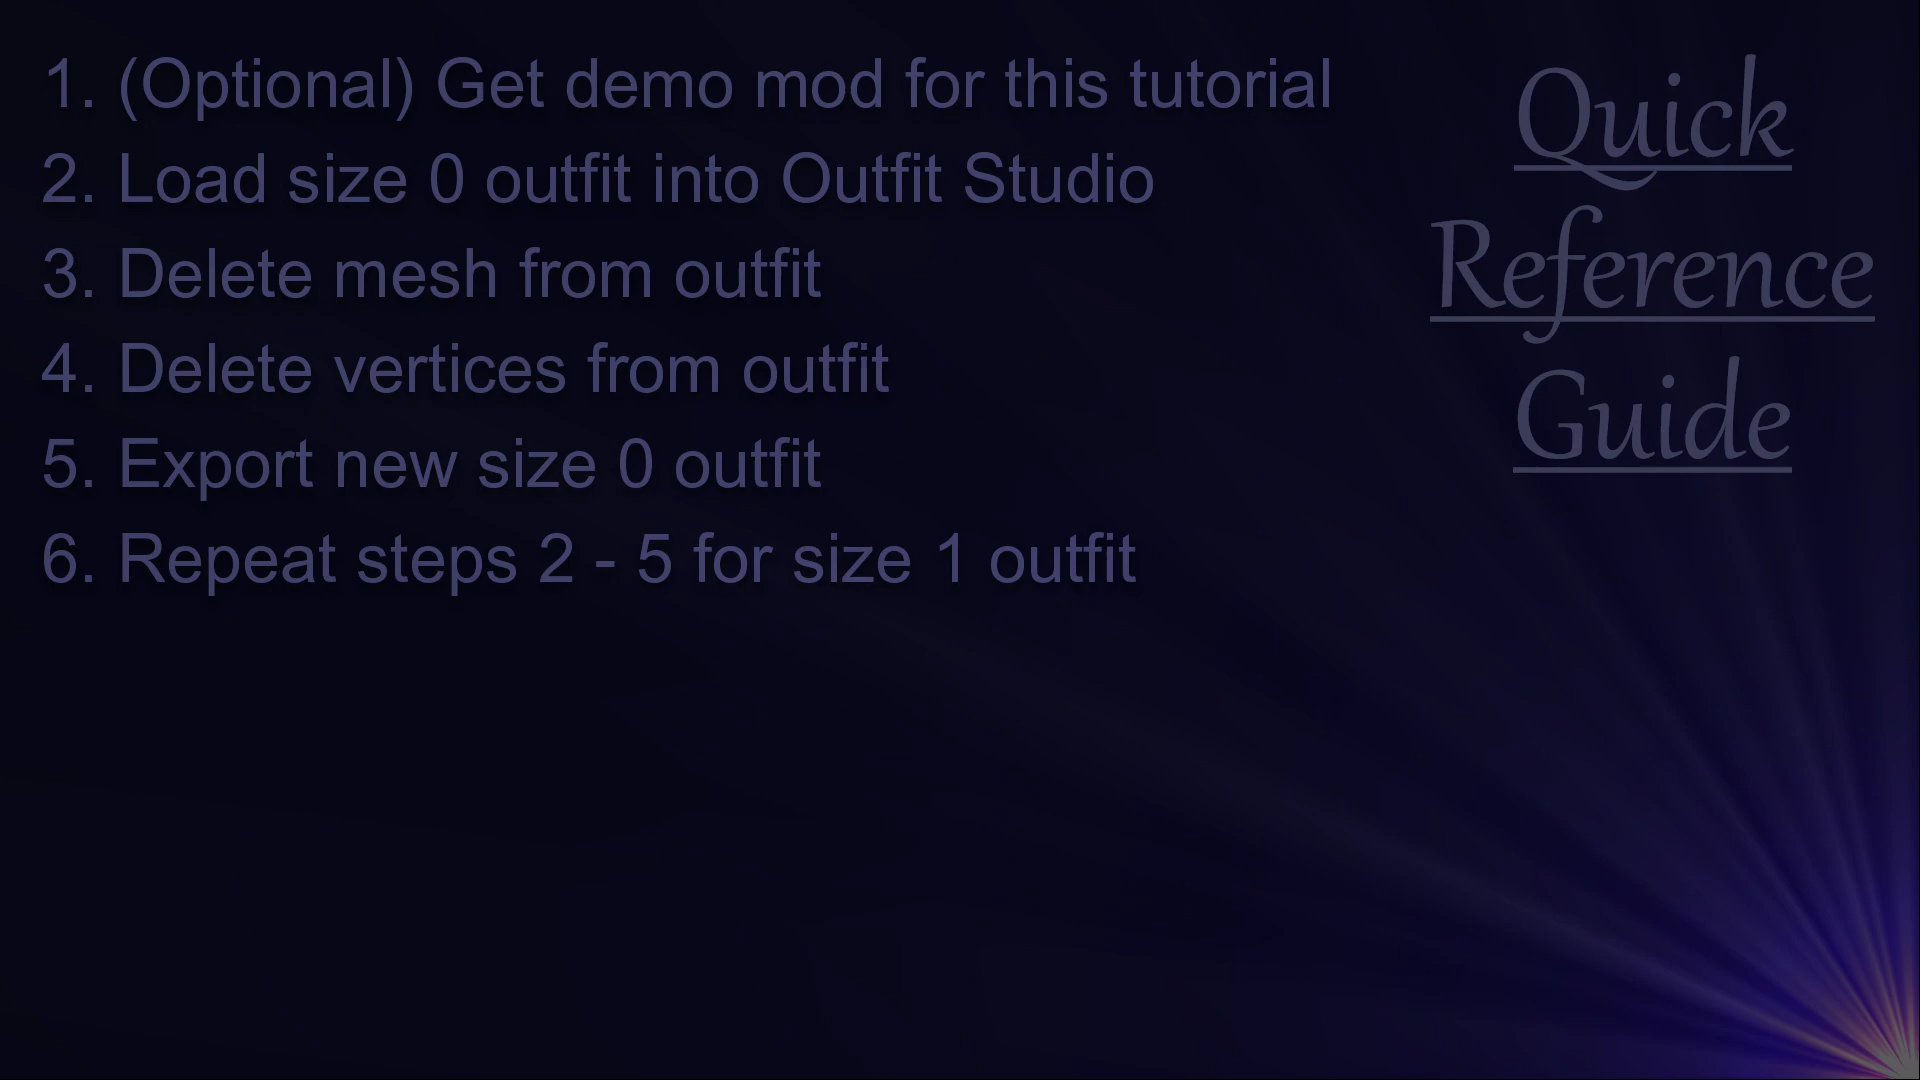 1. (Optional) Get demo mod for this tutorial
2. Load size 0 outfit into Outfit Studio
3. Delete mesh from outfit
4. Delete vertices from outfit
5. Export new size 0 outfit
6. Repeat steps 2 - 5 for size 1 outfit
Quick
Reference
Guide